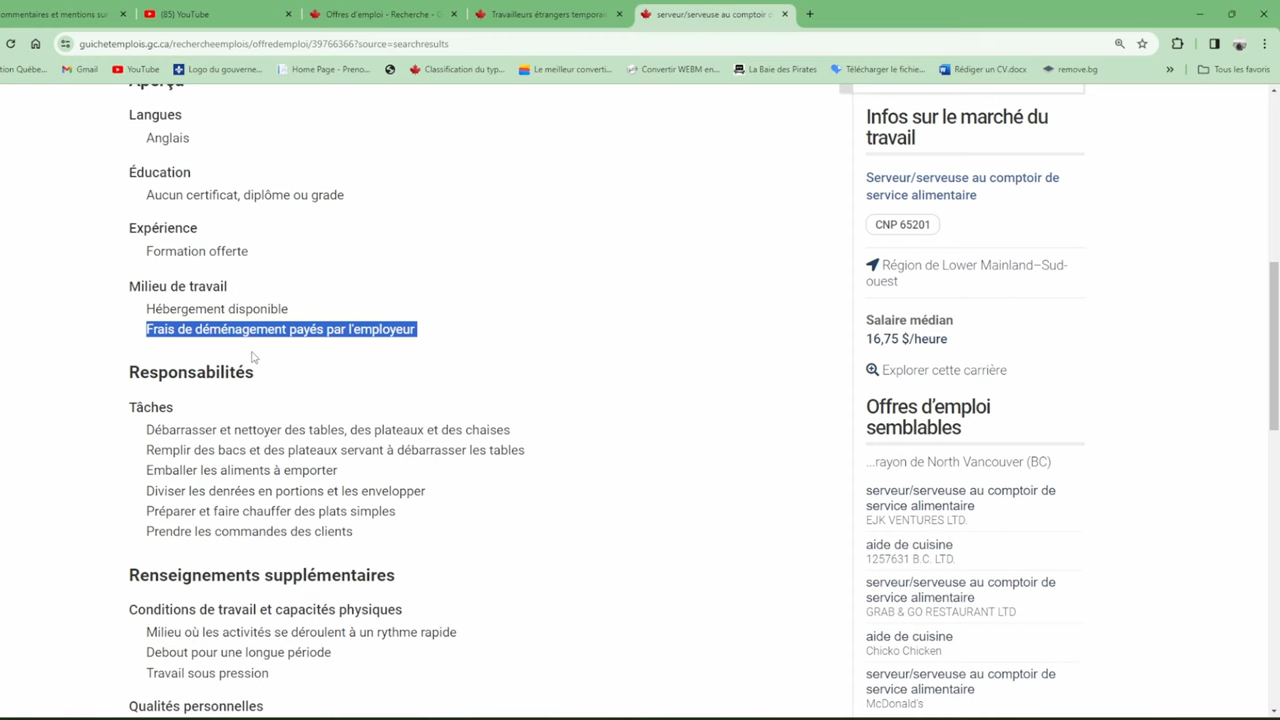 ommentaires et mentions su
(85) YouTube
Offres d'emploi - Recherche - G
Travailleurs étrangers temporai
serveur/serveuse au comptoir d
guichetemplois.gc.ca/rechercheemplois/offredemploi/39766366?source=searchresults
tion Québe...
Gmail
YouTube
Logo du gouverne...
Home Page - Preno...
Classification du typ...
Le meilleur converti...
Convertir WEBM en...
La Baie des Pirates
Télécharger le fichie...
Rédiger un CV.docx
remove.bg
»
Tous les favoris
Aperçu
Langues
Anglais
Éducation
Aucun certificat, diplôme ou grade
Expérience
Formation offerte
Milieu de travail
Hébergement disponible
Frais de déménagement payés par l'employeur
Responsabilités
Tâches
Débarrasser et nettoyer des tables, des plateaux et des chaises
Remplir des bacs et des plateaux servant à débarrasser les tables
Emballer les aliments à emporter
Diviser les denrées en portions et les envelopper
Préparer et faire chauffer des plats simples
Prendre les commandes des clients
Renseignements supplémentaires
Conditions de travail et capacités physiques
Milieu où les activités se déroulent à un rythme rapide
Debout pour une longue période
Travail sous pression
Qualités personnelles
Infos sur le marché du
travail
Serveur/serveuse au comptoir de
service alimentaire
CNP 65201
Région de Lower Mainland–Sud-
ouest
Salaire médian
16,75 $/heure
Explorer cette carrière
Offres d'emploi
semblables
...rayon de North Vancouver (BC)
serveur/serveuse au comptoir de
service alimentaire
EJK VENTURES LTD.
aide de cuisine
1257631 B.C. LTD.
serveur/serveuse au comptoir de
service alimentaire
GRAB & GO RESTAURANT LTD
aide de cuisine
Chicko Chicken
serveur/serveuse au comptoir de
service alimentaire
McDonald's